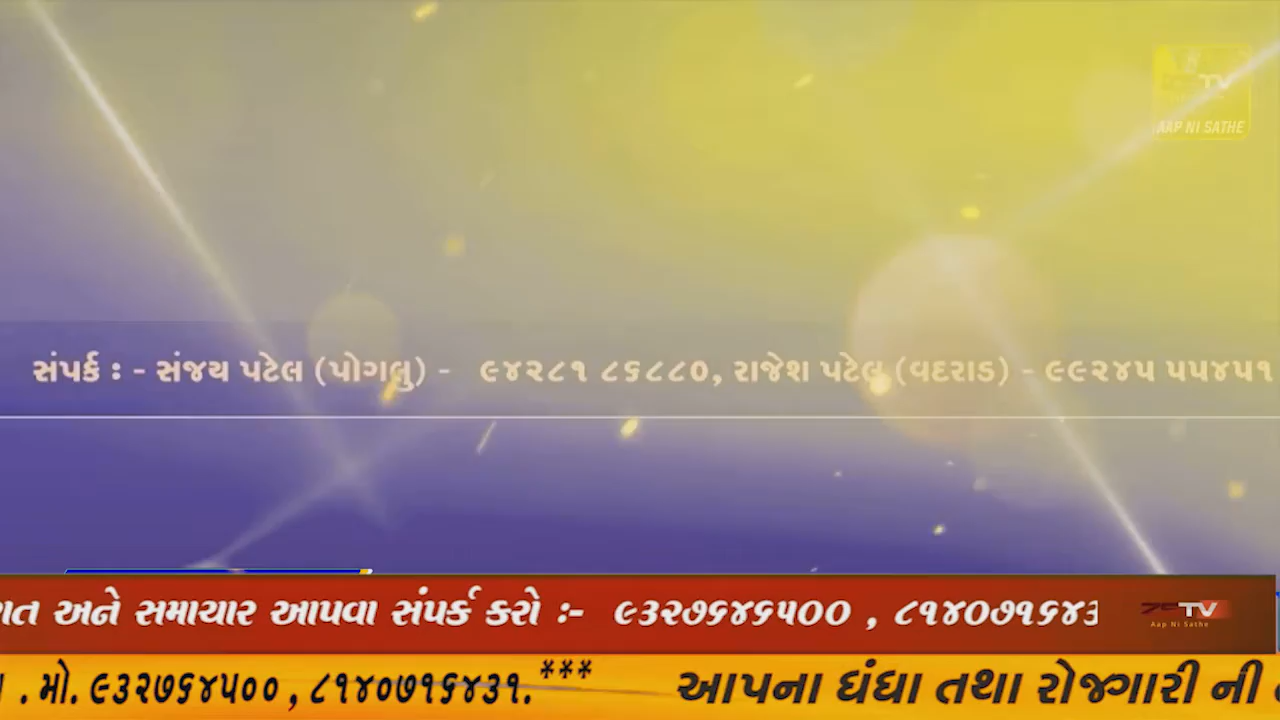 TV
AAP NI SATHE
સંપર્ક : - સંજય પટેલ (પોગલુ) - ૯૪૨૮૧ ૮૬૮૮૦, રાજેશ પટેલ (વદરાડ) - ૯૯૨૪૫ ૫૫૪૫૧
અને સમાચાર આપવા સંપર્ક કરો :- ૯૩૨૭૬૪૬૫૦૦ , ૮૧૪૦૭૧૬૪૩
TV
Aap Ni Sathe
. મો. ૯૩૨૭૬૪૫૦૦ , ૮૧૪૦૭૧૬૪૩૧.*** આપના ધંધા તથા રોજગારી ની